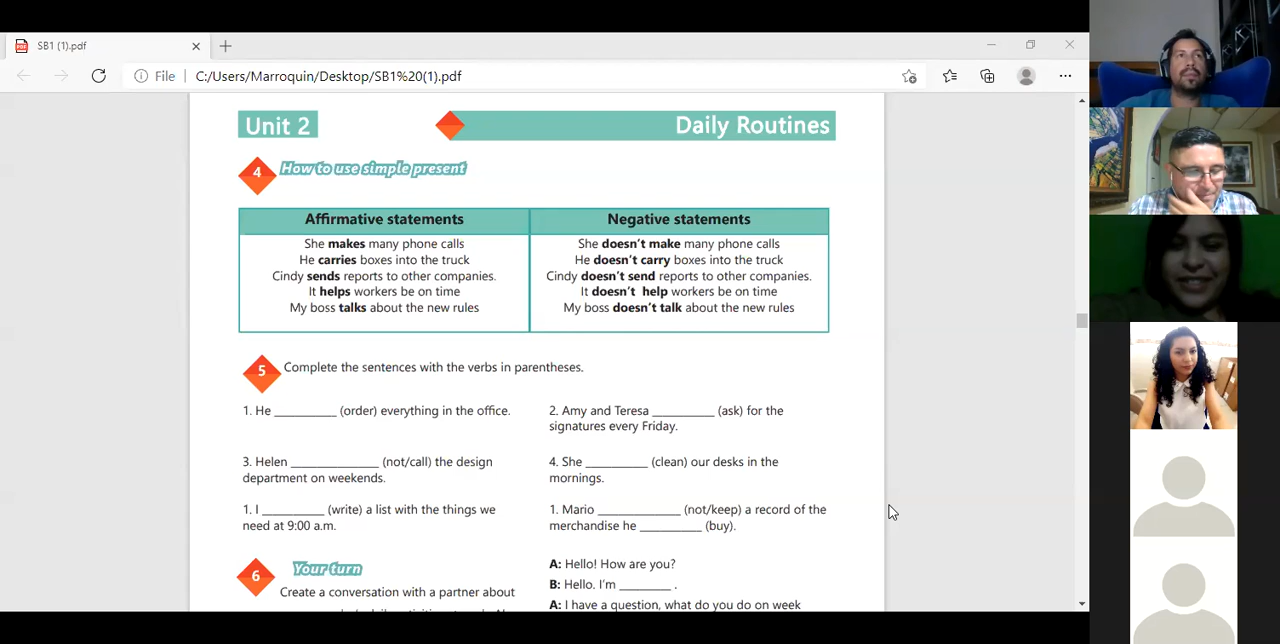 SB1 (1).pdf
File
C:/Users/Marroquin/Desktop/SB1%20(1).pdf
Unit 2
Daily Routines
4
How to use simple present
Affirmative statements
Negative statements
She makes many phone calls
He carries boxes into the truck
Cindy sends reports to other companies.
It helps workers be on time
My boss talks about the new rules
She doesn't make many phone calls
He doesn't carry boxes into the truck
Cindy doesn't send reports to other companies.
It doesn't help workers be on time
My boss doesn't talk about the new rules
5
Complete the sentences with the verbs in parentheses.
1. He _________ (order) everything in the office.
2. Amy and Teresa _________ (ask) for the
signatures every Friday.
3. Helen _____________ (not/call) the design
department on weekends.
4. She _________ (clean) our desks in the
mornings.
1. I _________ (write) a list with the things we
need at 9:00 a.m.
1. Mario ____________ (not/keep) a record of the
merchandise he _________ (buy).
6
Your turn
Create a conversation with a partner about
A: Hello! How are you?
B: Hello. I'm ________ .
A: I have a question, what do you do on week